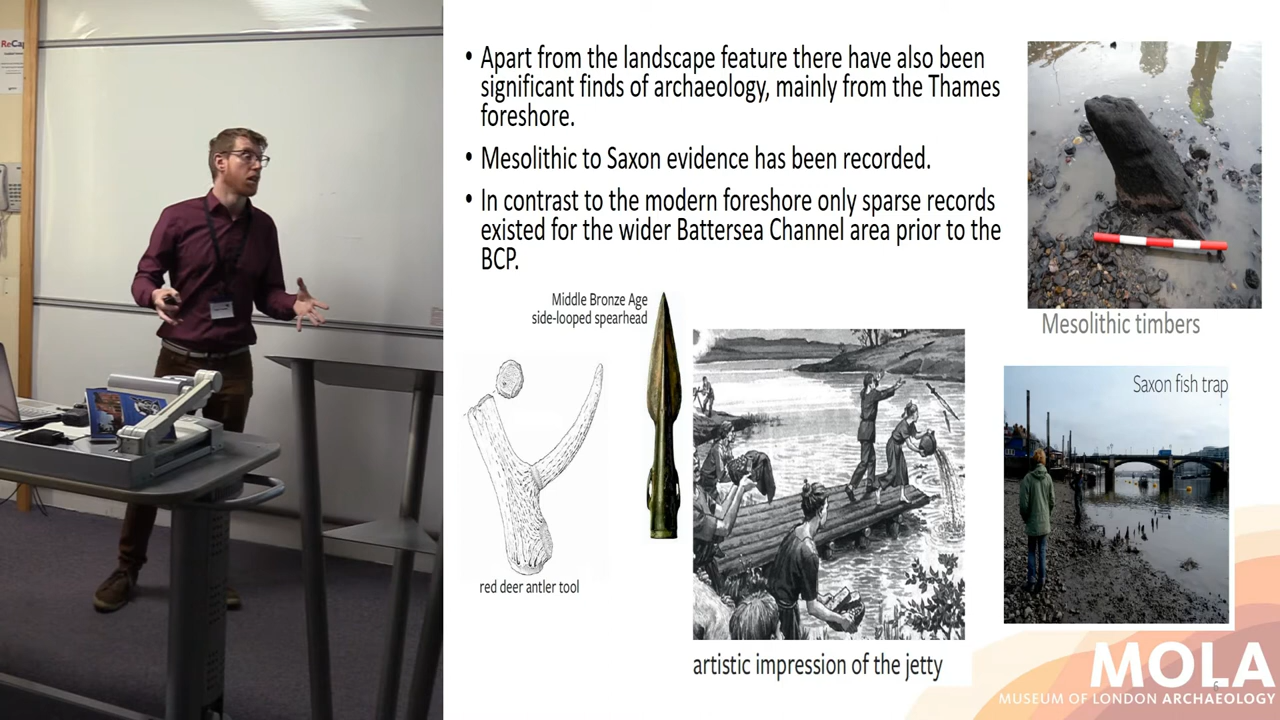 ReCap
• Apart from the landscape feature there have also been
significant finds of archaeology, mainly from the Thames
foreshore.
• Mesolithic to Saxon evidence has been recorded.
• In contrast to the modern foreshore only sparse records
existed for the wider Battersea Channel area prior to the
BCP.
Mesolithic timbers
Middle Bronze Age
side-looped spearhead
Saxon fish trap
red deer antler tool
artistic impression of the jetty
MOLA
6
MUSEUM OF LONDON ARCHAEOLOGY